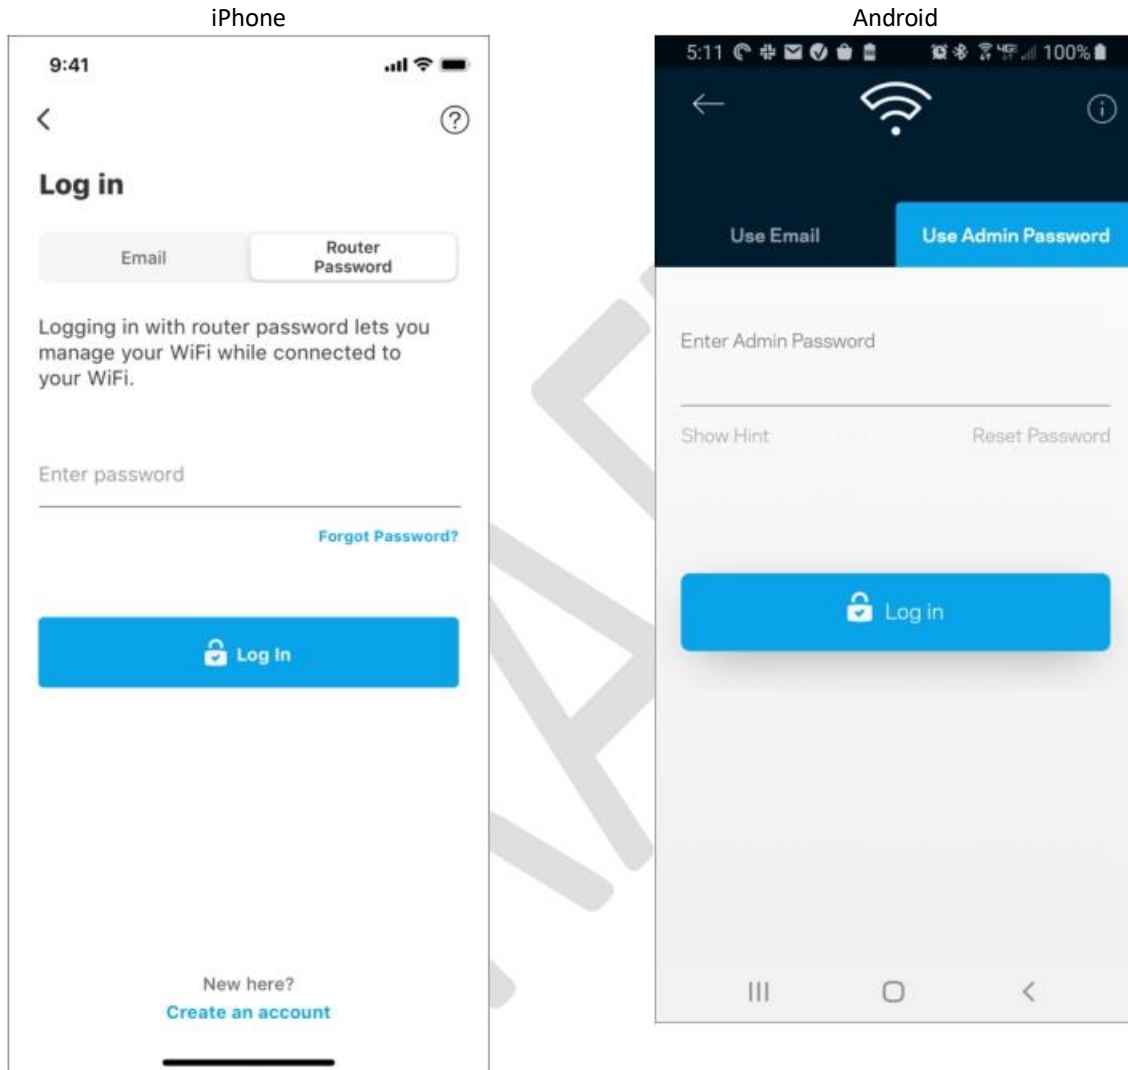 iPhone
Android
9:41
Log in
Email
Router
Password
Logging in with router password lets you
manage your WiFi while connected to
your WiFi.
Enter password
Forgot Password?
Log In
New here?
Create an account
5:11
4GE
100%
Use Email
Use Admin Password
Enter Admin Password
Show Hint
Reset Password
Log in